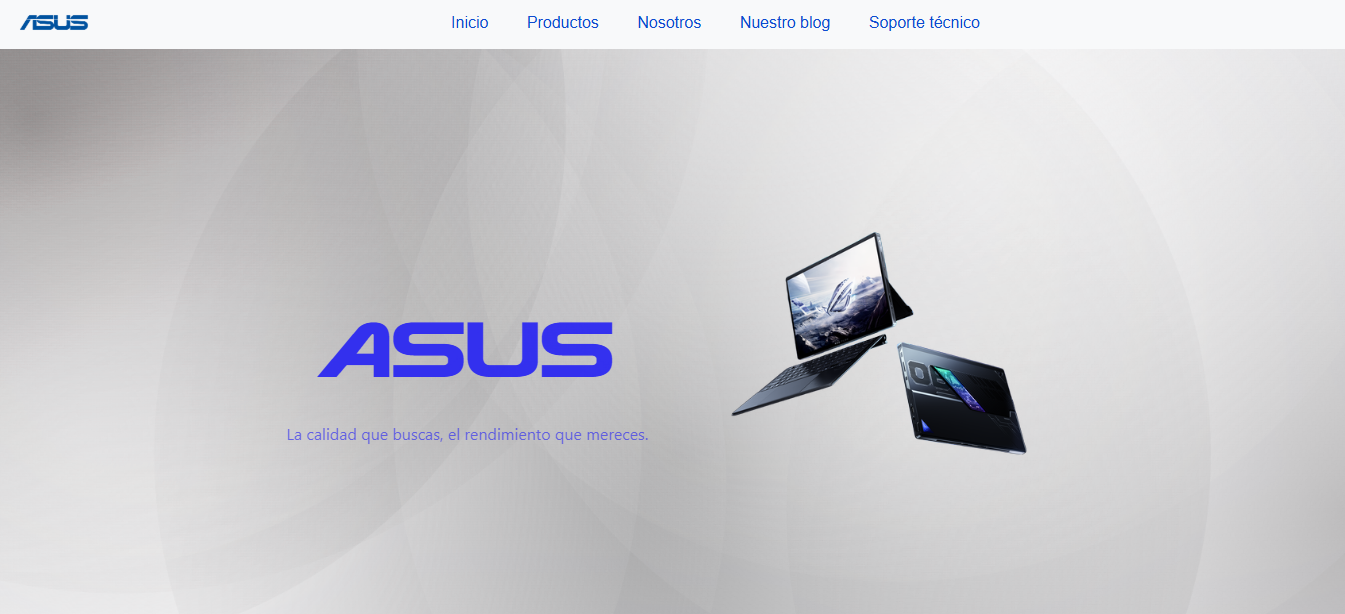 ASUS
Inicio Productos Nosotros Nuestro blog Soporte técnico
ASUS
La calidad que buscas, el rendimiento que mereces.